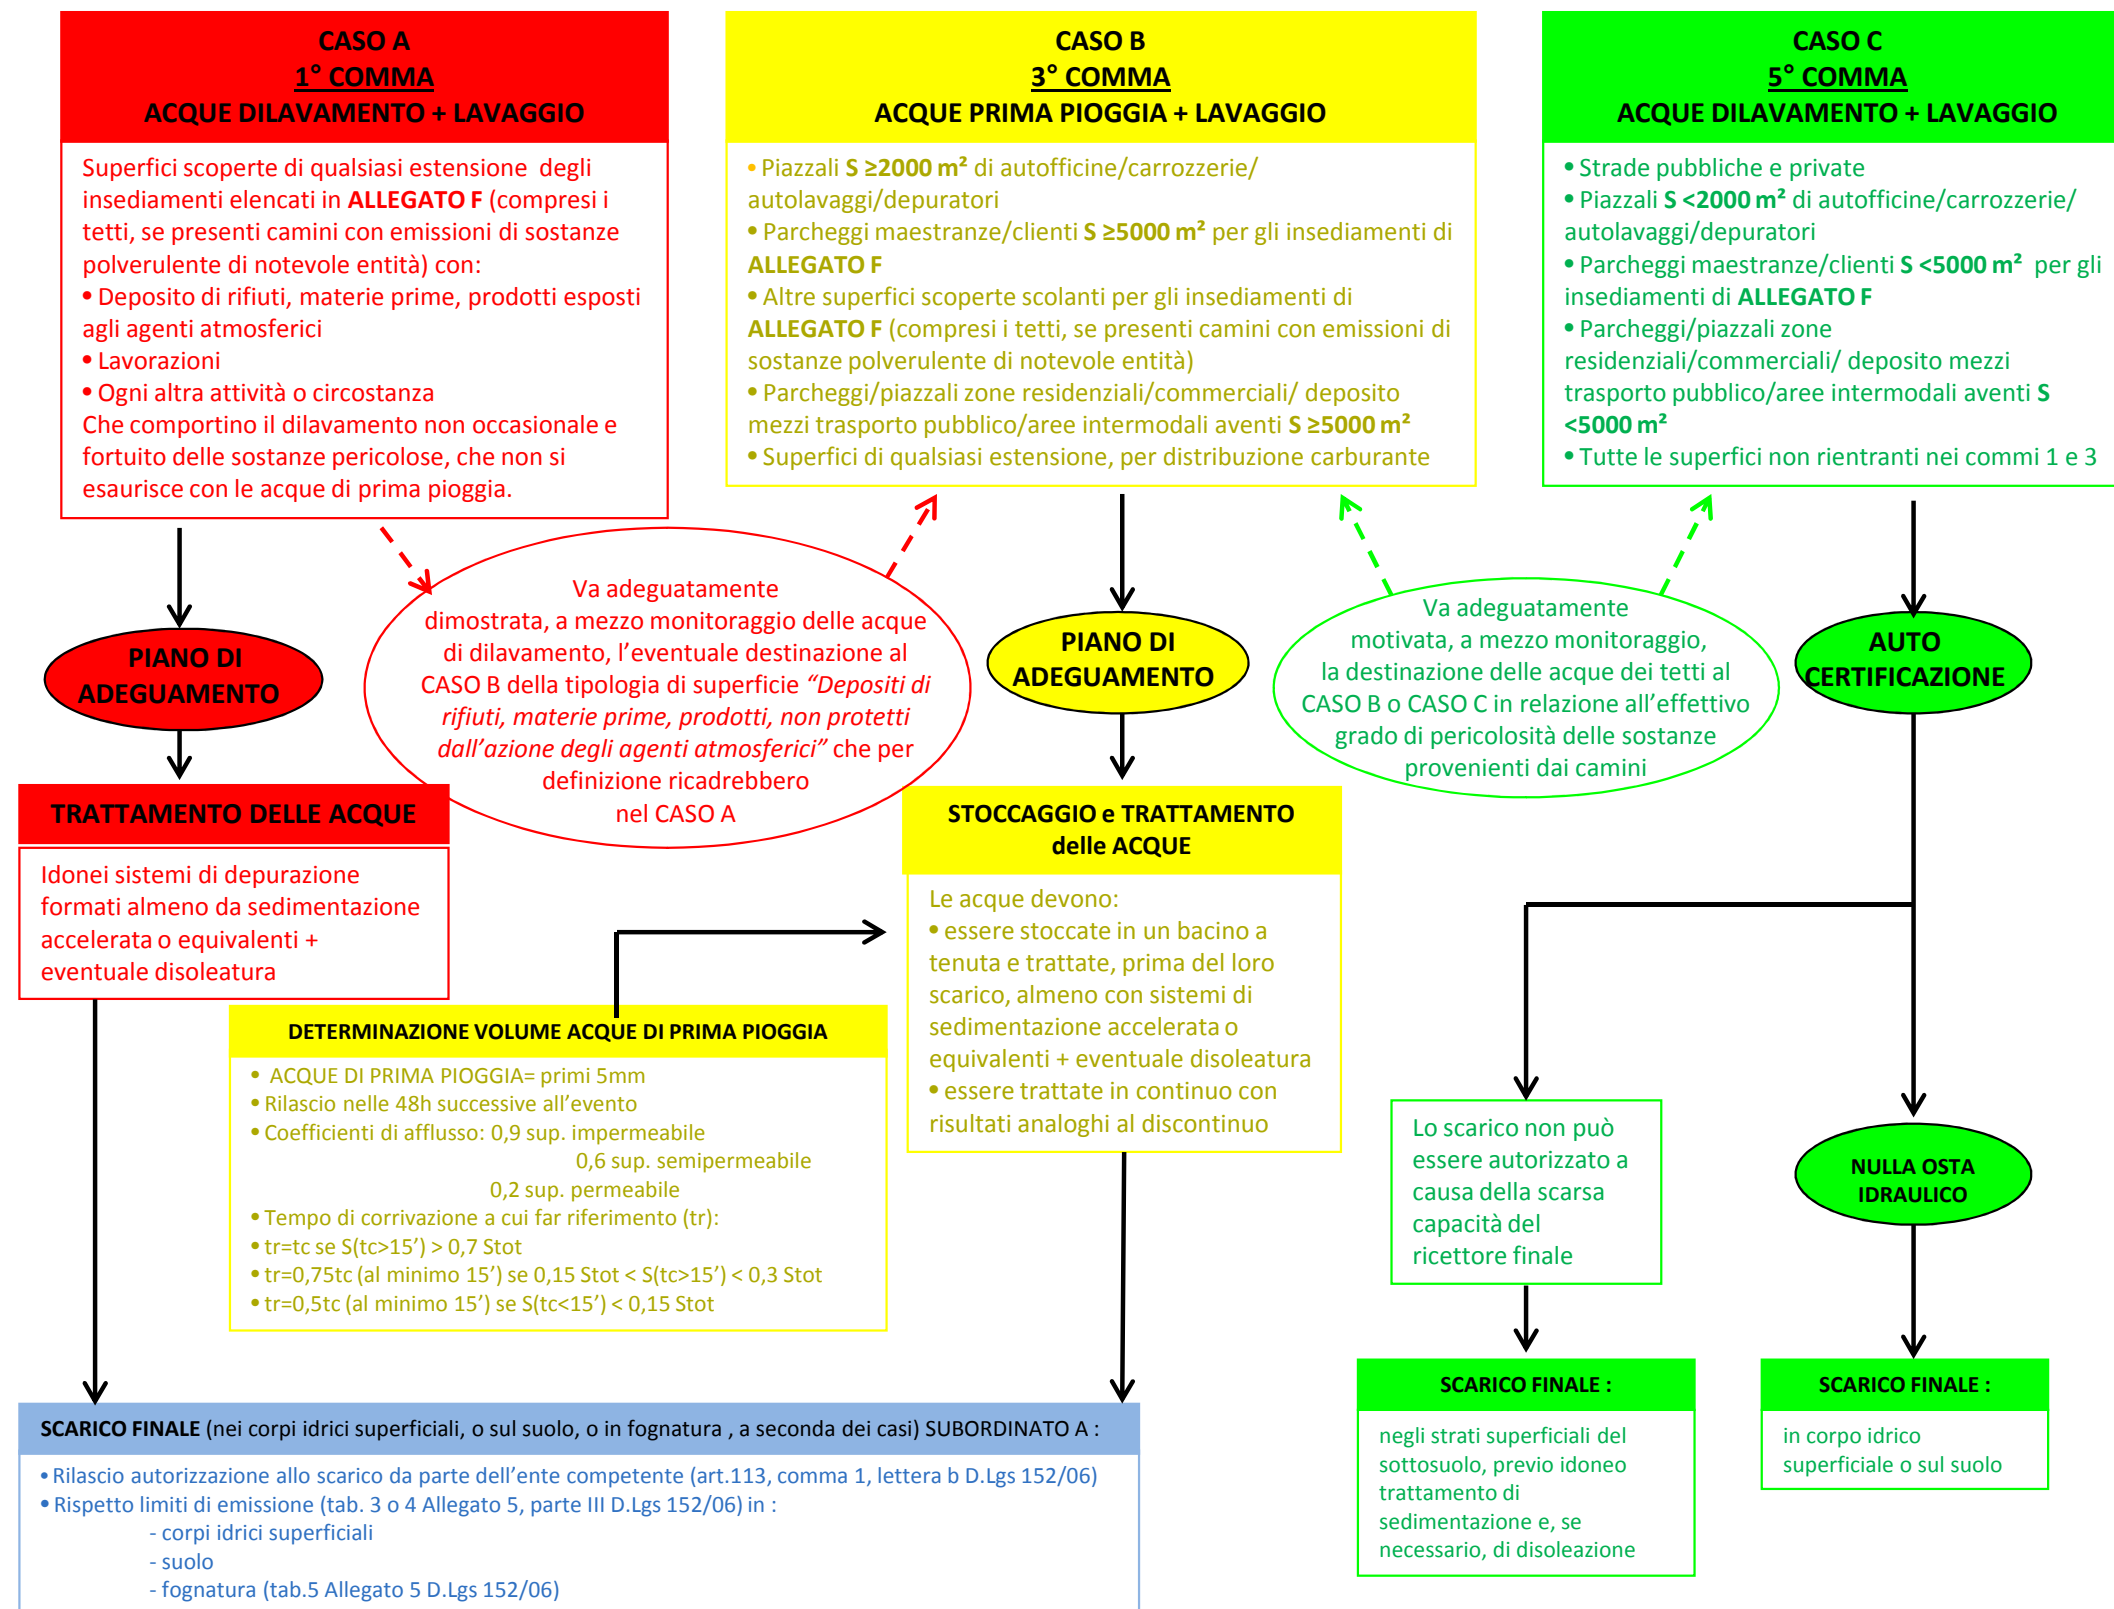 CASO A
1° COMMA
ACQUE DILAVAMENTO + LAVAGGIO
Superfici scoperte di qualsiasi estensione degli
insediamenti elencati in ALLEGATO F (compresi i
tetti, se presenti camini con emissioni di sostanze
polverulente di notevole entità) con:
• Deposito di rifiuti, materie prime, prodotti esposti
agli agenti atmosferici
• Lavorazioni
• Ogni altra attività o circostanza
Che comportino il dilavamento non occasionale e
fortuito delle sostanze pericolose, che non si
esaurisce con le acque di prima pioggia.
CASO B
3° COMMA
ACQUE PRIMA PIOGGIA + LAVAGGIO
• Piazzali S ≥2000 m² di autofficine/carrozzerie/
autolavaggi/depuratori
• Parcheggi maestranze/clienti S ≥5000 m² per gli insediamenti di
ALLEGATO F
• Altre superfici scoperte scolanti per gli insediamenti di
ALLEGATO F (compresi i tetti, se presenti camini con emissioni di
sostanze polverulente di notevole entità)
• Parcheggi/piazzali zone residenziali/commerciali/ deposito
mezzi trasporto pubblico/aree intermodali aventi S ≥5000 m²
• Superfici di qualsiasi estensione, per distribuzione carburante
CASO C
5° COMMA
ACQUE DILAVAMENTO + LAVAGGIO
• Strade pubbliche e private
• Piazzali S <2000 m² di autofficine/carrozzerie/
autolavaggi/depuratori
• Parcheggi maestranze/clienti S <5000 m² per gli
insediamenti di ALLEGATO F
• Parcheggi/piazzali zone
residenziali/commerciali/ deposito mezzi
trasporto pubblico/aree intermodali aventi S
<5000 m²
• Tutte le superfici non rientranti nei commi 1 e 3
PIANO DI
ADEGUAMENTO
Va adeguatamente
dimostrata, a mezzo monitoraggio delle acque
di dilavamento, l'eventuale destinazione al
CASO B della tipologia di superficie "Depositi di
rifiuti, materie prime, prodotti, non protetti
dall'azione degli agenti atmosferici" che per
definizione ricadrebbero
nel CASO A
PIANO DI
ADEGUAMENTO
Va adeguatamente
motivata, a mezzo monitoraggio,
la destinazione delle acque dei tetti al
CASO B o CASO C in relazione all'effettivo
grado di pericolosità delle sostanze
provenienti dai camini
AUTO
CERTIFICAZIONE
TRATTAMENTO DELLE ACQUE
Idonei sistemi di depurazione
formati almeno da sedimentazione
accelerata o equivalenti +
eventuale disoleatura
STOCCAGGIO e TRATTAMENTO
delle ACQUE
Le acque devono:
• essere stoccate in un bacino a
tenuta e trattate, prima del loro
scarico, almeno con sistemi di
sedimentazione accelerata o
equivalenti + eventuale disoleatura
• essere trattate in continuo con
risultati analoghi al discontinuo
DETERMINAZIONE VOLUME ACQUE DI PRIMA PIOGGIA
• ACQUE DI PRIMA PIOGGIA= primi 5mm
• Rilascio nelle 48h successive all'evento
• Coefficienti di afflusso: 0,9 sup. impermeabile
0,6 sup. semipermeabile
0,2 sup. permeabile
• Tempo di corrivazione a cui far riferimento (tr):
• tr=tc se S(tc>15') > 0,7 Stot
• tr=0,75tc (al minimo 15') se 0,15 Stot < S(tc>15') < 0,3 Stot
• tr=0,5tc (al minimo 15') se S(tc<15') < 0,15 Stot
Lo scarico non può
essere autorizzato a
causa della scarsa
capacità del
ricettore finale
NULLA OSTA
IDRAULICO
SCARICO FINALE :
negli strati superficiali del
sottosuolo, previo idoneo
trattamento di
sedimentazione e, se
necessario, di disoleazione
SCARICO FINALE :
in corpo idrico
superficiale o sul suolo
SCARICO FINALE (nei corpi idrici superficiali, o sul suolo, o in fognatura , a seconda dei casi) SUBORDINATO A :
• Rilascio autorizzazione allo scarico da parte dell'ente competente (art.113, comma 1, lettera b D.Lgs 152/06)
• Rispetto limiti di emissione (tab. 3 o 4 Allegato 5, parte III D.Lgs 152/06) in :
- corpi idrici superficiali
- suolo
- fognatura (tab.5 Allegato 5 D.Lgs 152/06)